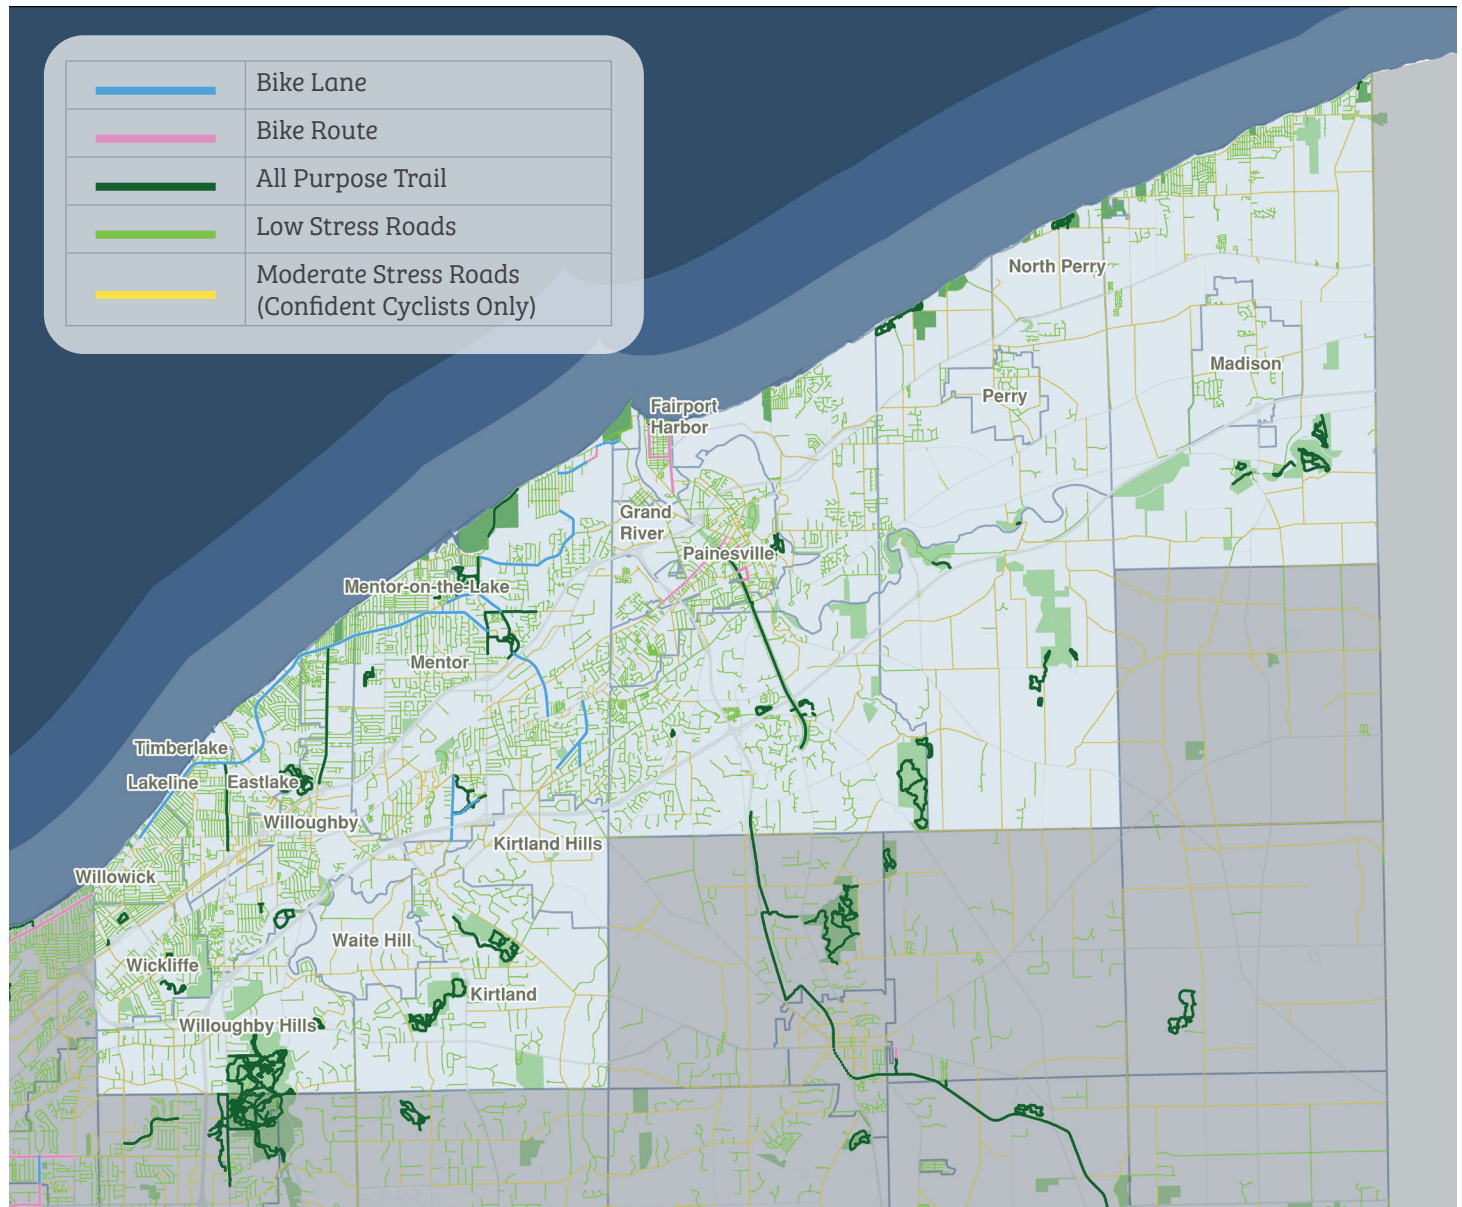 Bike Lane
Bike Route
All Purpose Trail
Low Stress Roads
Moderate Stress Roads
(Confident Cyclists Only)
North Perry
Madison
Perry
Fairport
Harbor
Grand
River
Painesville
Mentor-on-the-Lake
Mentor
Timberlake
Lakeline
Eastlake
Willoughby
Kirtland Hills
Willowick
Waite Hill
Wickliffe
Kirtland
Willoughby Hills